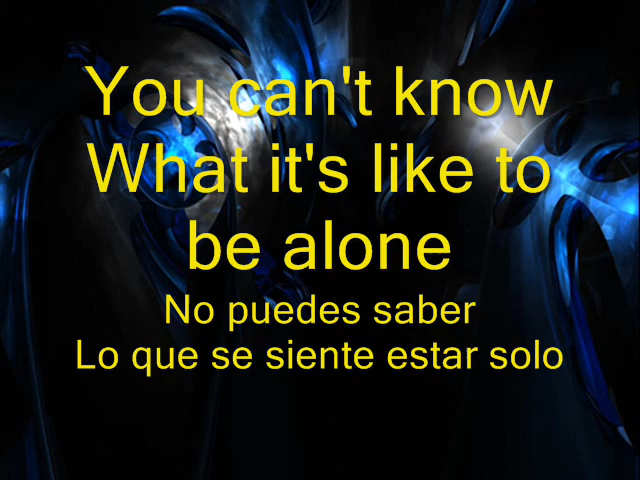 You can't know
What it's like to
be alone
No puedes saber
Lo que se siente estar solo